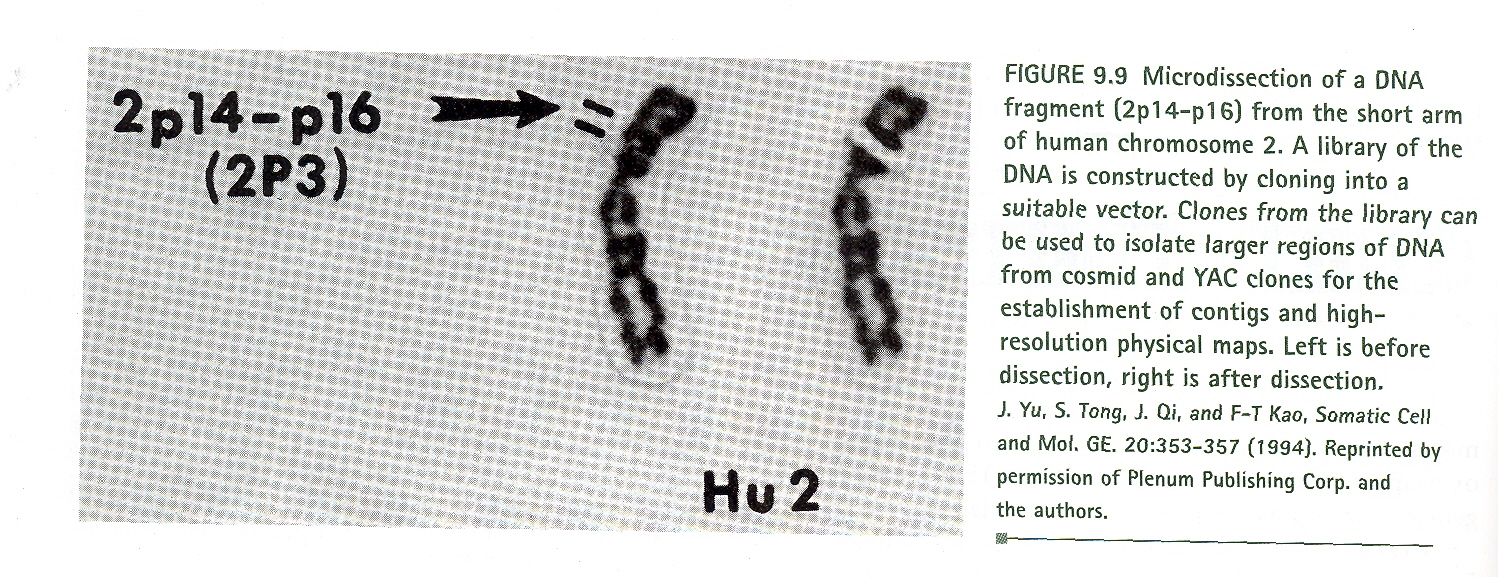 2p14-p16
(2P3)
Hu 2
FIGURE 9.9 Microdissection of a DNA
fragment (2p14-p16) from the short arm
of human chromosome 2. A library of the
DNA is constructed by cloning into a
suitable vector. Clones from the library can
be used to isolate larger regions of DNA
from cosmid and YAC clones for the
establishment of contigs and high-
resolution physical maps. Left is before
dissection, right is after dissection.
J. Yu, S. Tong, J. Qi, and F-T Kao, Somatic Cell
and Mol. GE. 20:353-357 (1994). Reprinted by
permission of Plenum Publishing Corp. and
the authors.